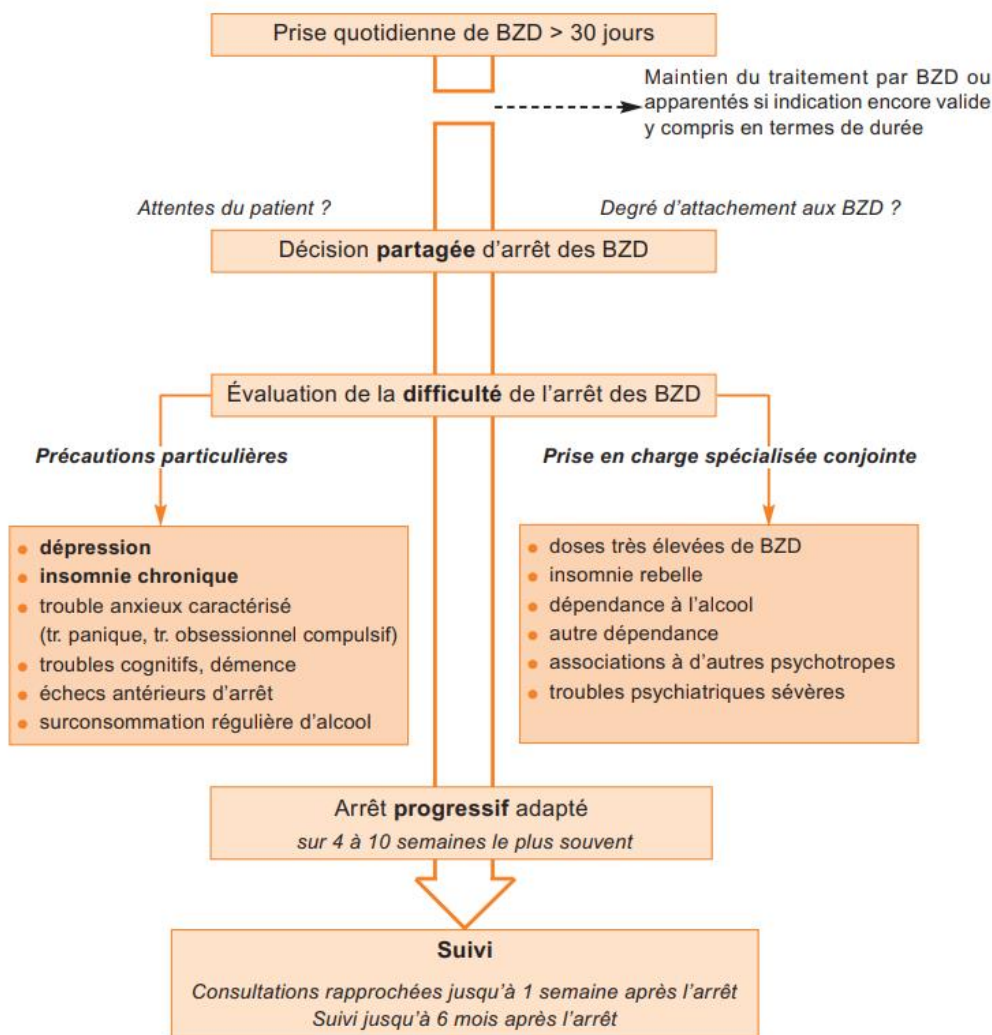 Prise quotidienne de BZD > 30 jours
Maintien du traitement par BZD ou
apparentés si indication encore valide
y compris en termes de durée
Attentes du patient ?
Degré d’attachement aux BZD ?
Décision partagée d’arrêt des BZD
Évaluation de la difficulté de l’arrêt des BZD
Précautions particulières
Prise en charge spécialisée conjointe
• dépression
• insomnie chronique
• trouble anxieux caractérisé
(tr. panique, tr. obsessionnel compulsif)
• troubles cognitifs, démence
• échecs antérieurs d’arrêt
• surconsommation régulière d’alcool
• doses très élevées de BZD
• insomnie rebelle
• dépendance à l’alcool
• autre dépendance
• associations à d’autres psychotropes
• troubles psychiatriques sévères
Arrêt progressif adapté
sur 4 à 10 semaines le plus souvent
Suivi
Consultations rapprochées jusqu’à 1 semaine après l’arrêt
Suivi jusqu’à 6 mois après l’arrêt